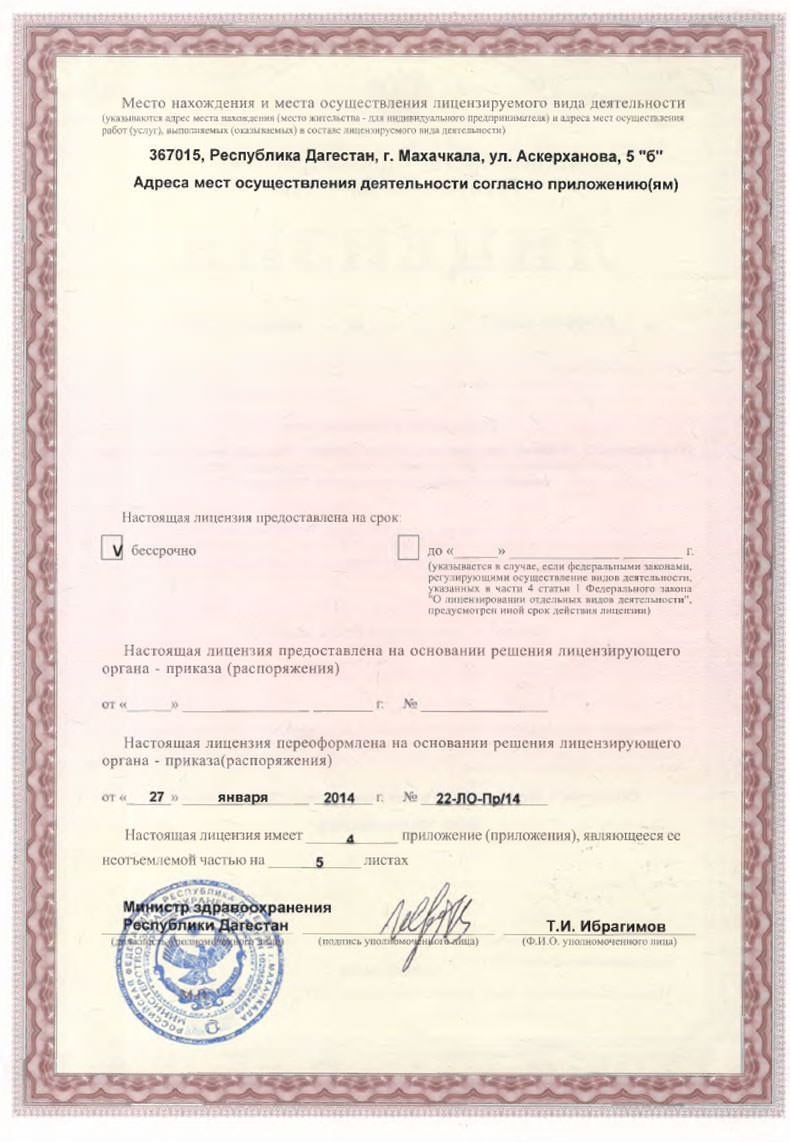 Место нахождения и места осуществления лицензируемого вида деятельности
(указываются адрес места нахождения (место жительства - для индивидуального предпринимателя) и адреса мест осуществления
работ (услуг), выполняемых (оказываемых) в составе лицензируемого вида деятельности)
367015, Республика Дагестан, г. Махачкала, ул. Аскерханова, 5 "б"
Адреса мест осуществления деятельности согласно приложению(ям)
Настоящая лицензия предоставлена на срок:
V бессрочно
до «______» ________________ ________ г.
(указывается в случае, если федеральными законами,
регулирующими осуществление видов деятельности,
указанных в части 4 статьи 1 Федерального закона
"О лицензировании отдельных видов деятельности",
предусмотрен иной срок действия лицензии)
Настоящая лицензия предоставлена на основании решения лицензирующего
органа - приказа (распоряжения)
от «______» ________________ ________ г. № ________________
Настоящая лицензия переоформлена на основании решения лицензирующего
органа - приказа(распоряжения)
от « 27 » января 2014 г. № 22-ЛО-Пр/14
Настоящая лицензия имеет 4 приложение (приложения), являющееся ее
неотъемлемой частью на 5 листах
Министр здравоохранения
Республики Дагестан
Т.И. Ибрагимов
(должность уполномоченного лица)
(подпись уполномоченного лица)
(Ф.И.О. уполномоченного лица)